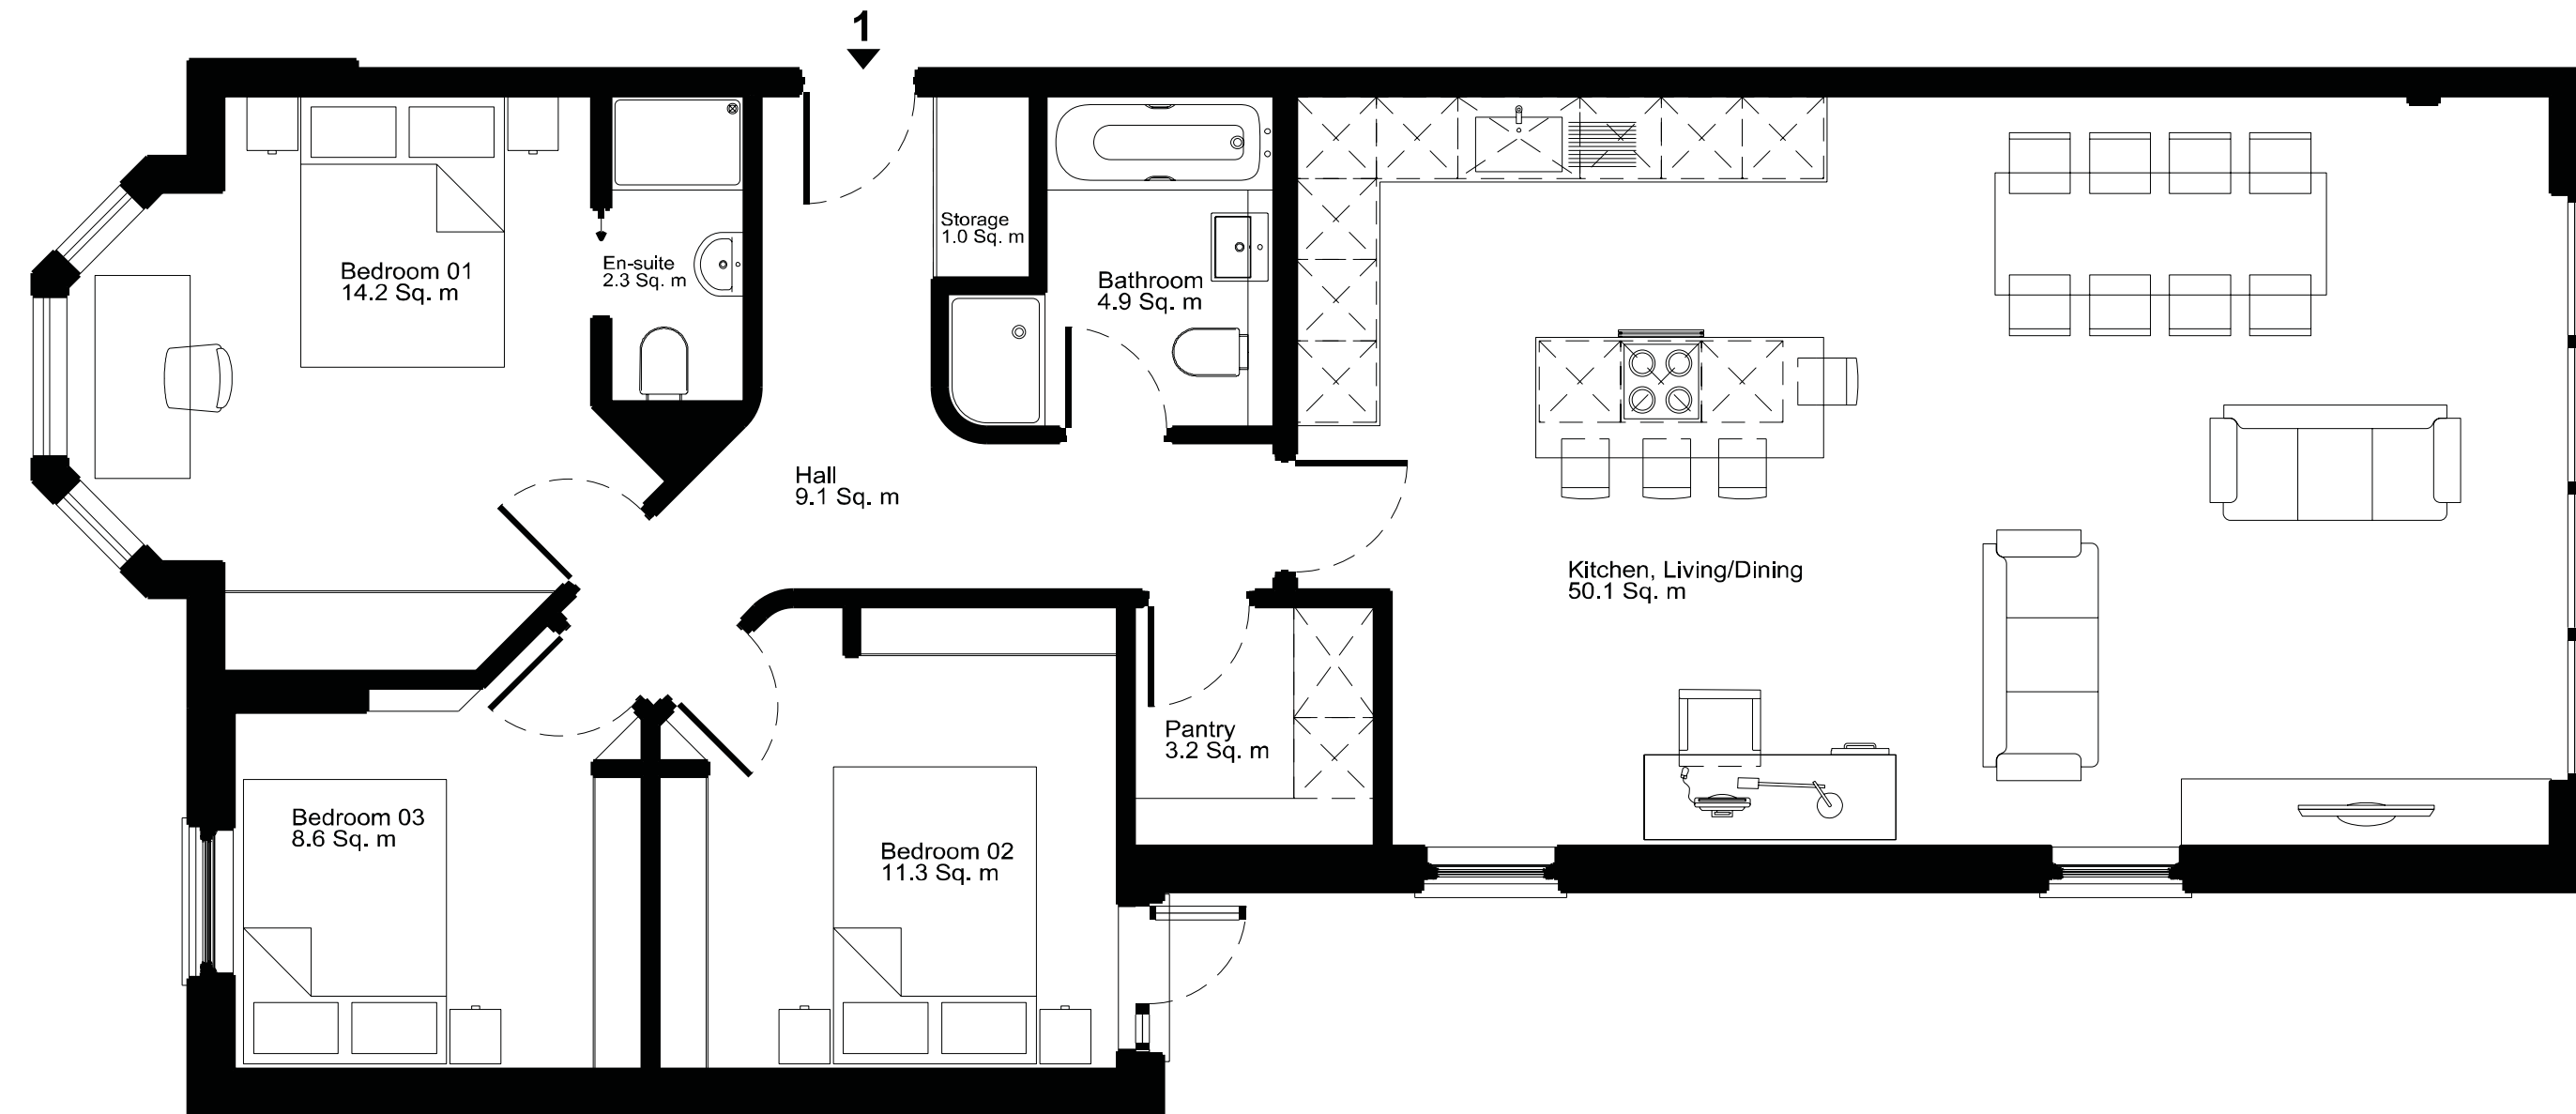 1
Bedroom 01
14.2 Sq. m
En-suite
2.3 Sq. m
Storage
1.0 Sq. m
Bathroom
4.9 Sq. m
Hall
9.1 Sq. m
Kitchen, Living/Dining
50.1 Sq. m
Pantry
3.2 Sq. m
Bedroom 03
8.6 Sq. m
Bedroom 02
11.3 Sq. m